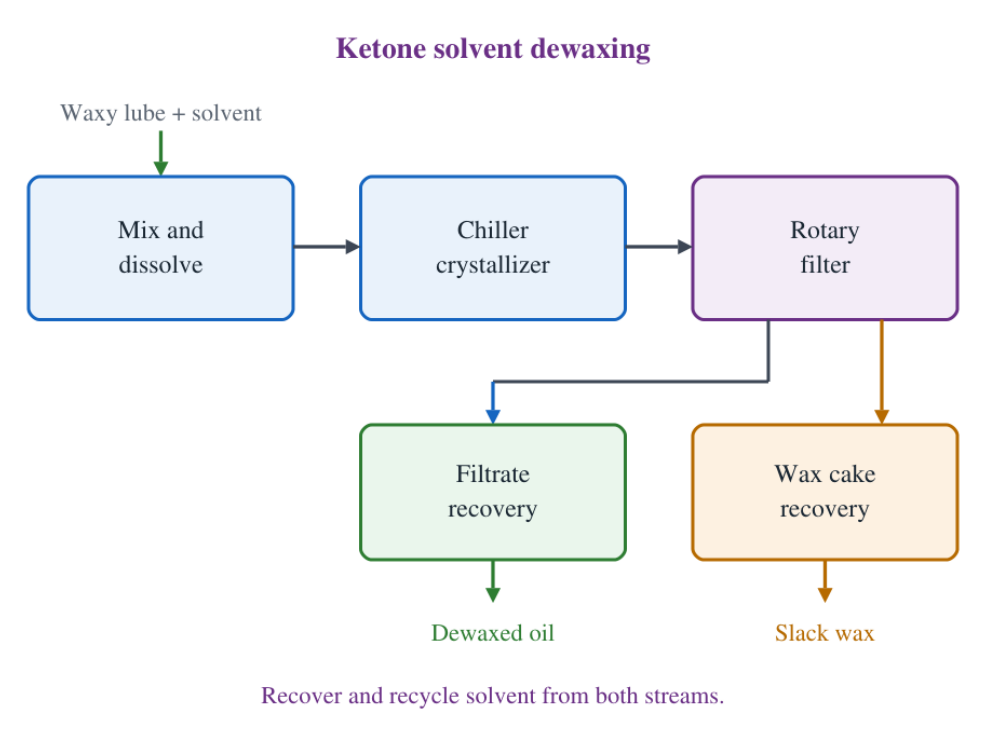 Ketone solvent dewaxing
Waxy lube + solvent
Mix and
dissolve
Chiller
crystallizer
Rotary
filter
Filtrate
recovery
Wax cake
recovery
Dewaxed oil
Slack wax
Recover and recycle solvent from both streams.